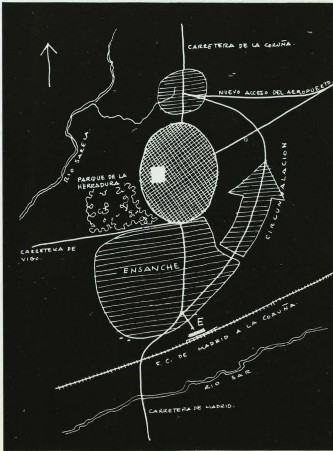 CARRETERA DE LA CORUÑA.
NUEVO ACCESO DEL AEROPUERTO.
RIO SARELA
PARQUE DE LA
HERRADURA
CIRCUNVALACION
CARRETERA DE
VIGO.
ENSANCHE
E
F.C. DE MADRID A LA CORUÑA.
RIO SAR
CARRETERA DE MADRID.